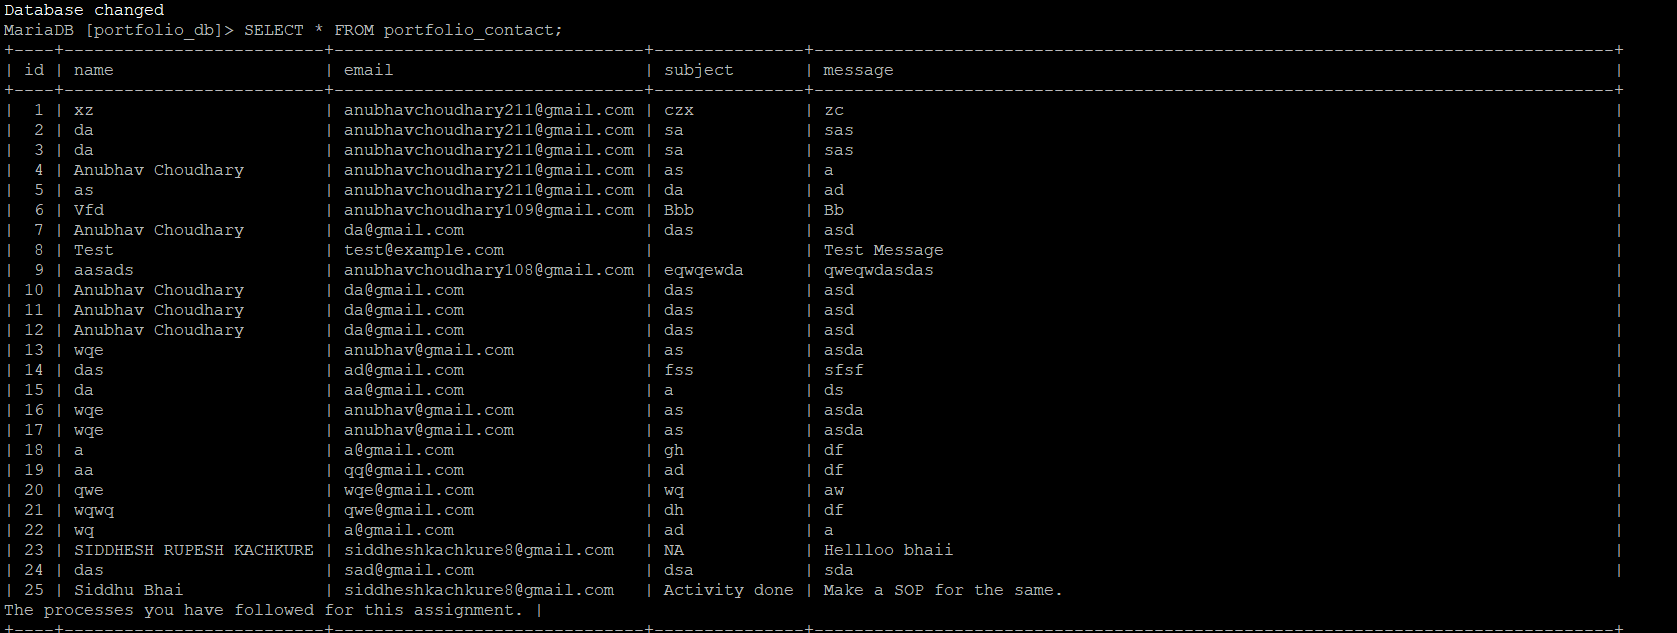 Database changed
MariaDB [portfolio_db]> SELECT * FROM portfolio_contact;
+----+--------------------------+-------------------------------+---------------+--------------------------------------------------------------------------------+
| id | name                     | email                         | subject       | message                                                                        |
+----+--------------------------+-------------------------------+---------------+--------------------------------------------------------------------------------+
|  1 | xz                       | anubhavchoudhary211@gmail.com | czx           | zc                                                                             |
|  2 | da                       | anubhavchoudhary211@gmail.com | sa            | sas                                                                            |
|  3 | da                       | anubhavchoudhary211@gmail.com | sa            | sas                                                                            |
|  4 | Anubhav Choudhary        | anubhavchoudhary211@gmail.com | as            | a                                                                              |
|  5 | as                       | anubhavchoudhary211@gmail.com | da            | ad                                                                             |
|  6 | Vfd                      | anubhavchoudhary109@gmail.com | Bbb           | Bb                                                                             |
|  7 | Anubhav Choudhary        | da@gmail.com                  | das           | asd                                                                            |
|  8 | Test                     | test@example.com              |               | Test Message                                                                   |
|  9 | aasads                   | anubhavchoudhary108@gmail.com | eqwqewda      | qweqwdasdas                                                                    |
| 10 | Anubhav Choudhary        | da@gmail.com                  | das           | asd                                                                            |
| 11 | Anubhav Choudhary        | da@gmail.com                  | das           | asd                                                                            |
| 12 | Anubhav Choudhary        | da@gmail.com                  | das           | asd                                                                            |
| 13 | wqe                      | anubhav@gmail.com             | as            | asda                                                                           |
| 14 | das                      | ad@gmail.com                  | fss           | sfsf                                                                           |
| 15 | da                       | aa@gmail.com                  | a             | ds                                                                             |
| 16 | wqe                      | anubhav@gmail.com             | as            | asda                                                                           |
| 17 | wqe                      | anubhav@gmail.com             | as            | asda                                                                           |
| 18 | a                        | a@gmail.com                   | gh            | df                                                                             |
| 19 | aa                       | qq@gmail.com                  | ad            | df                                                                             |
| 20 | qwe                      | wqe@gmail.com                 | wq            | aw                                                                             |
| 21 | wqwq                     | qwe@gmail.com                 | dh            | df                                                                             |
| 22 | wq                       | a@gmail.com                   | ad            | a                                                                              |
| 23 | SIDDHESH RUPESH KACHKURE | siddheshkachkure8@gmail.com   | NA            | Hellloo bhaii                                                                  |
| 24 | das                      | sad@gmail.com                 | dsa           | sda                                                                            |
| 25 | Siddhu Bhai              | siddheshkachkure8@gmail.com   | Activity done | Make a SOP for the same.
The processes you have followed for this assignment. |
+----+--------------------------+-------------------------------+---------------+--------------------------------------------------------------------------------+